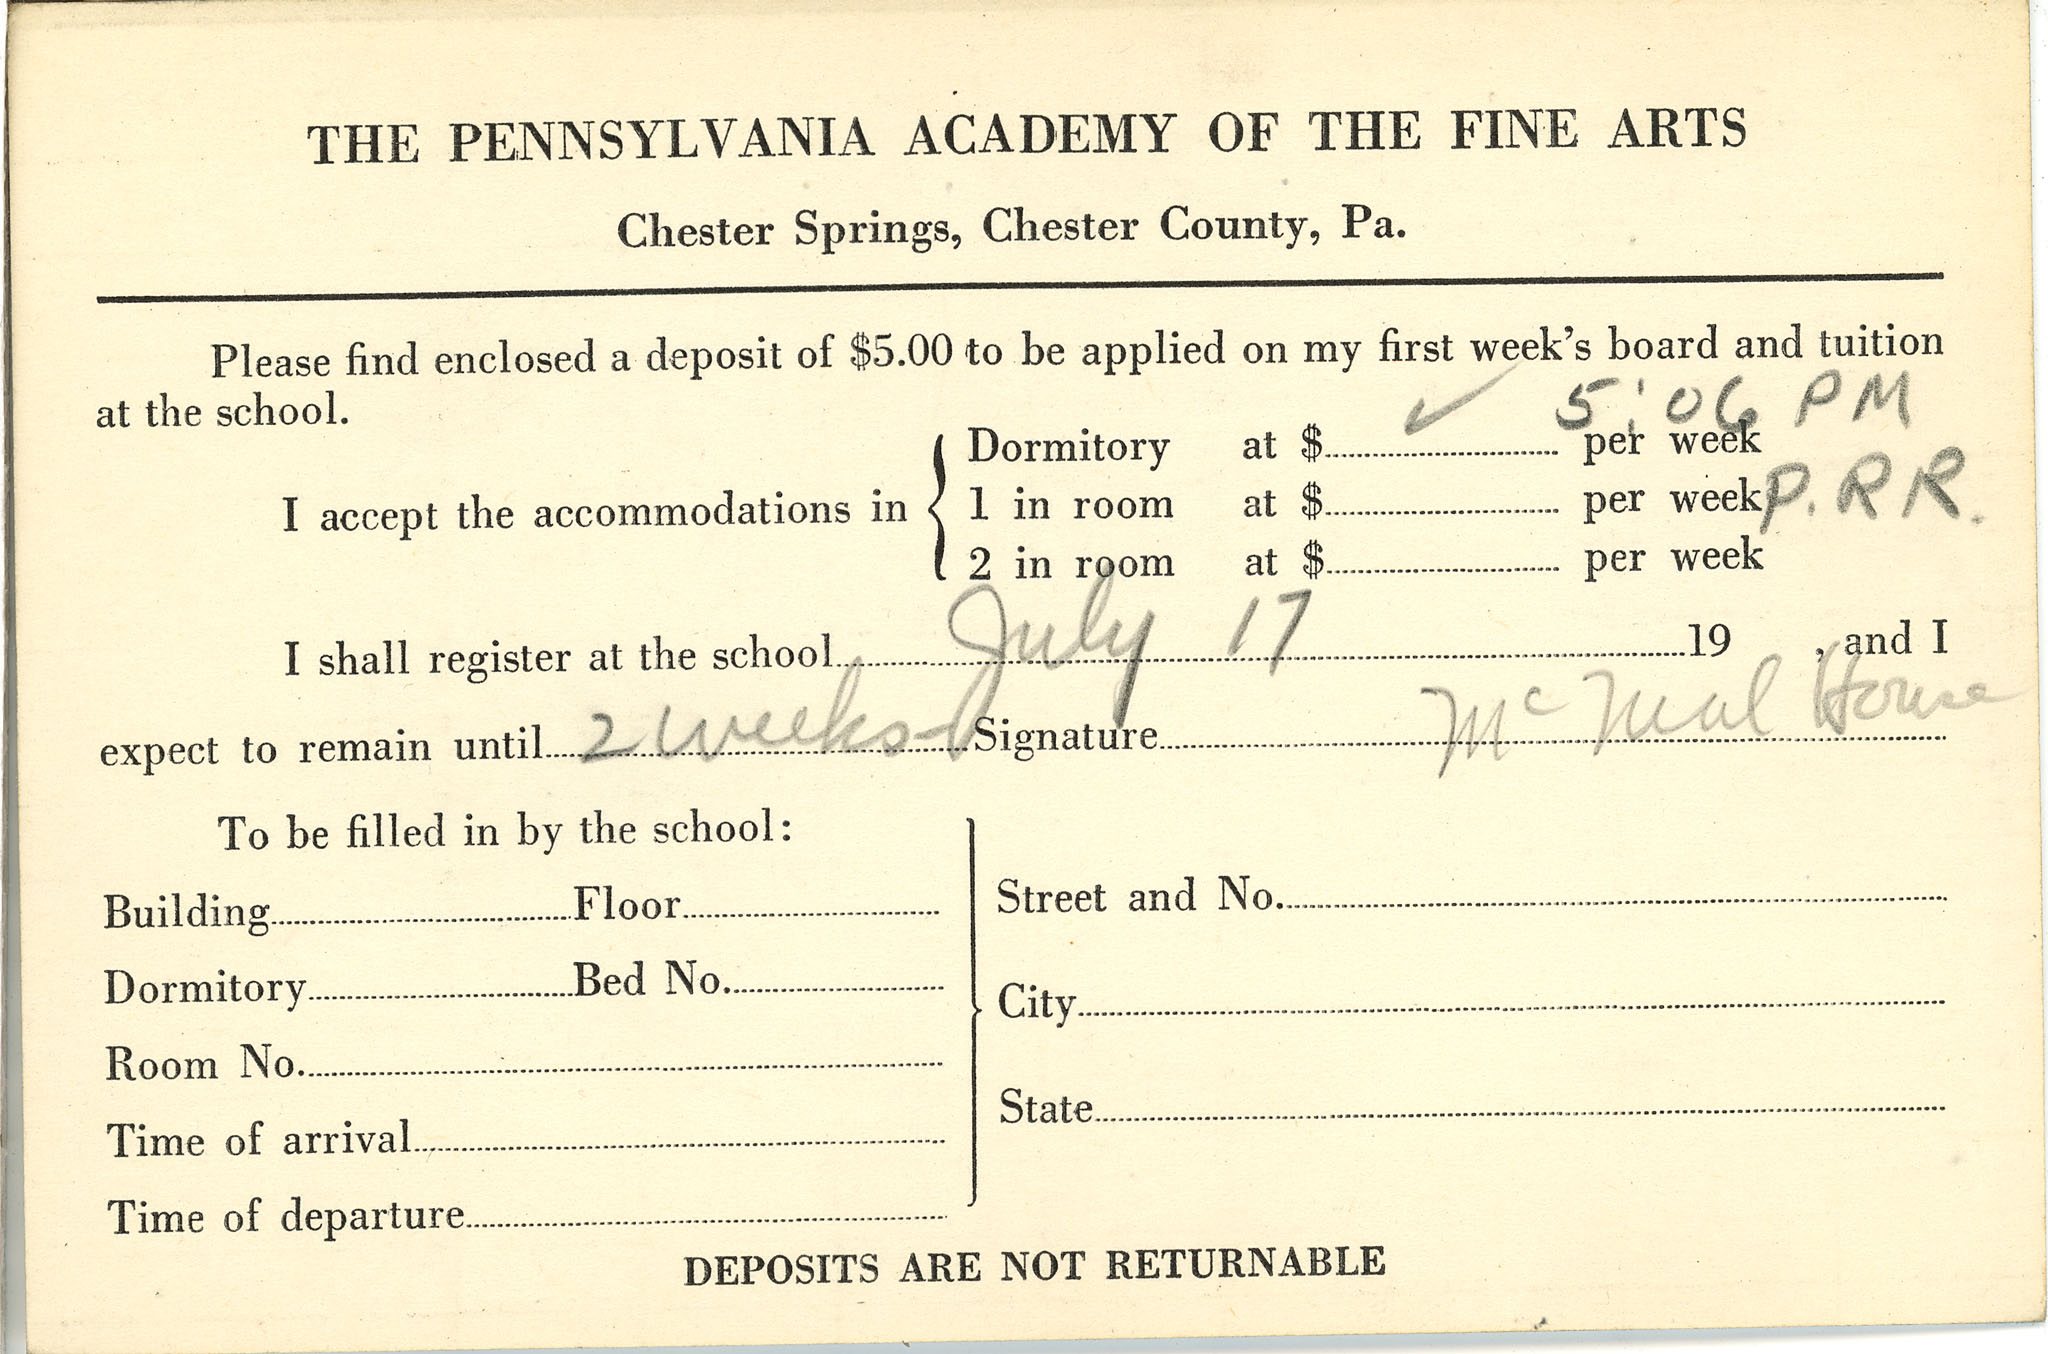 THE PENNSYLVANIA ACADEMY OF THE FINE ARTS
Chester Springs, Chester County, Pa.
Please find enclosed a deposit of $5.00 to be applied on my first week's board and tuition
at the school.
5:06 PM
Dormitory at $ ✓ per week
I accept the accommodations in { 1 in room at $ per week P.R.R.
2 in room at $ per week
I shall register at the school July 17 19 , and I
expect to remain until 2 weeks Signature Mc Neal House
To be filled in by the school:
Building Floor
Street and No.
Dormitory Bed No.
City
Room No.
State
Time of arrival
Time of departure
DEPOSITS ARE NOT RETURNABLE